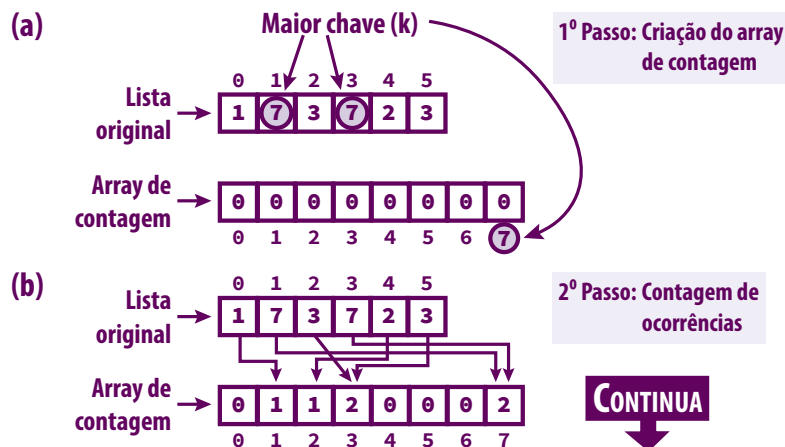 (a)
Maior chave (k)
1º Passo: Criação do array
de contagem
0 1 2 3 4 5
Lista
original
1 7 3 7 2 3
Array de
contagem
0 0 0 0 0 0 0 0
0 1 2 3 4 5 6 7
(b)
2º Passo: Contagem de
ocorrências
0 1 2 3 4 5
Lista
original
1 7 3 7 2 3
Array de
contagem
0 1 1 2 0 0 0 2
0 1 2 3 4 5 6 7
CONTINUA